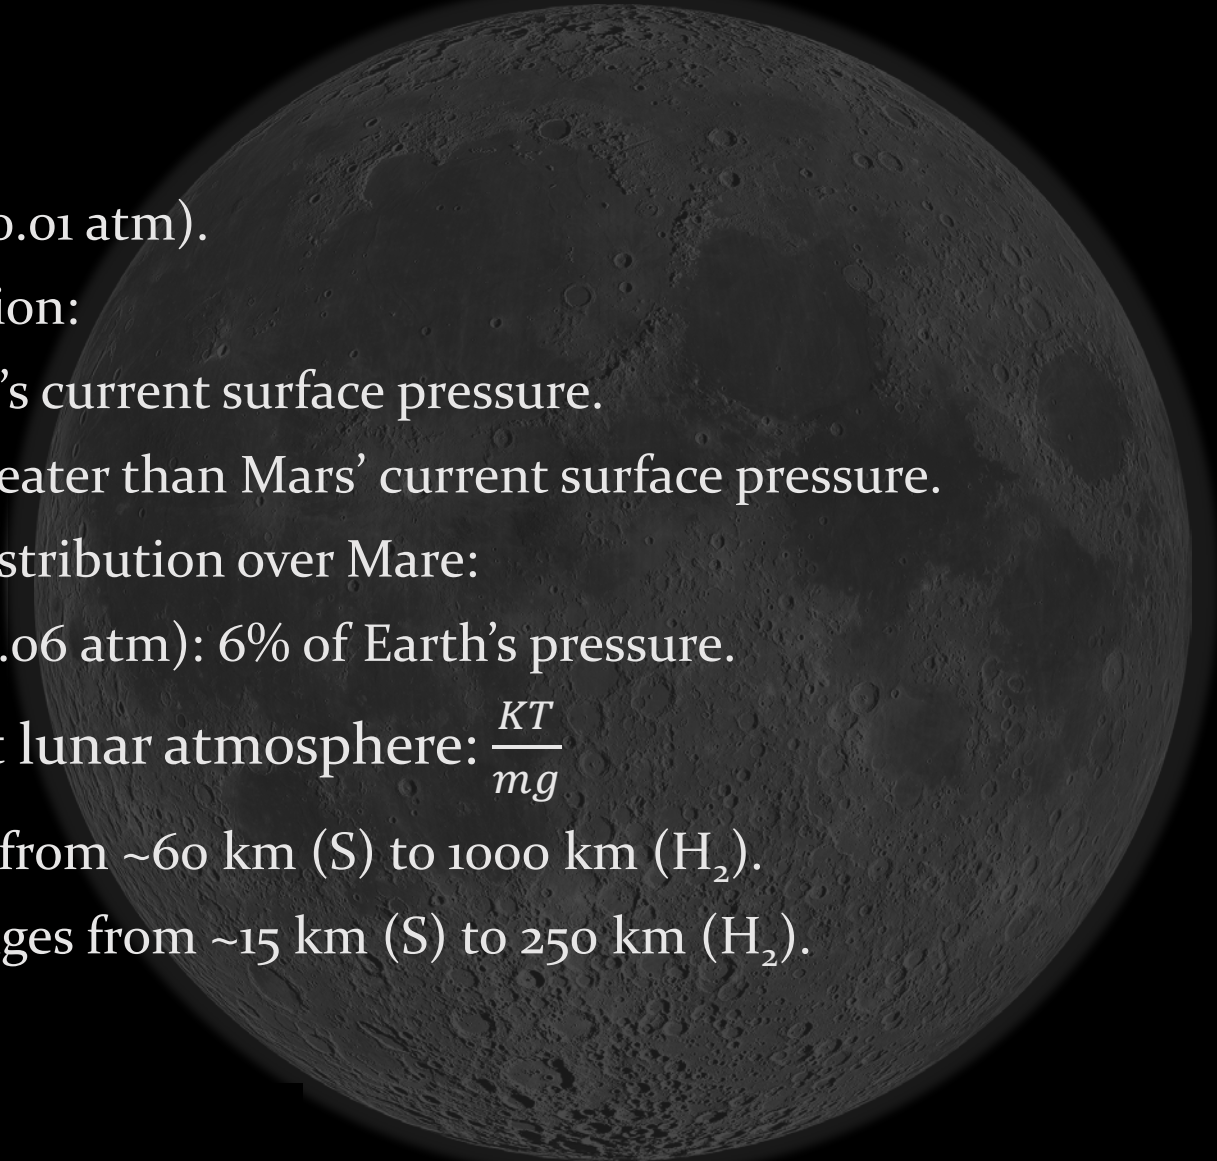 0.01 atm).
ion:
’s current surface pressure.
eater than Mars’ current surface pressure.
stribution over Mare:
.06 atm): 6% of Earth’s pressure.
t lunar atmosphere: KT/mg
from ~60 km (S) to 1000 km (H₂).
ges from ~15 km (S) to 250 km (H₂).